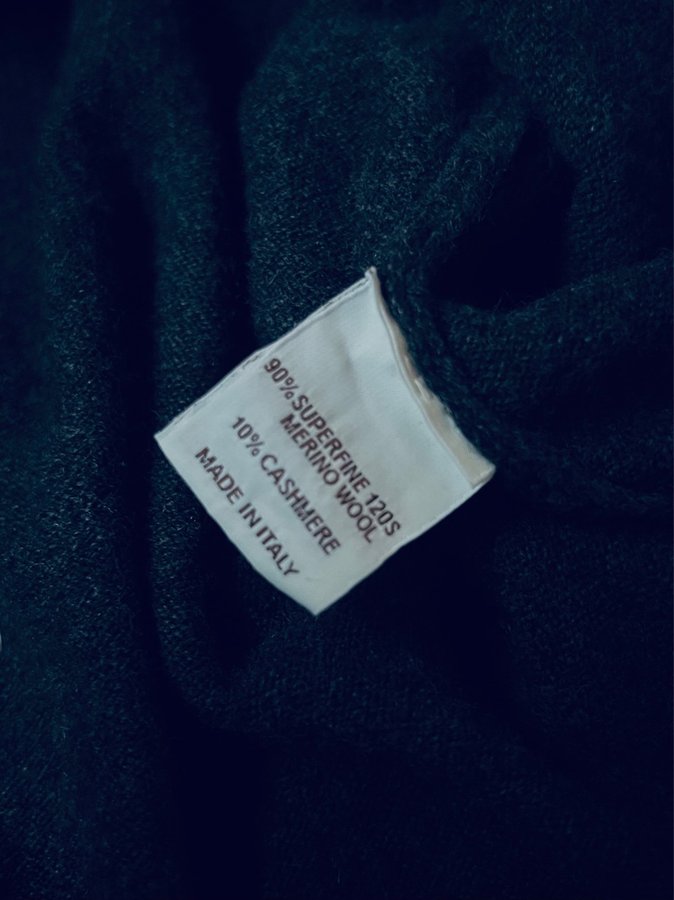 90% SUPERFINE 120S
MERINO WOOL
10% CASHMERE
MADE IN ITALY